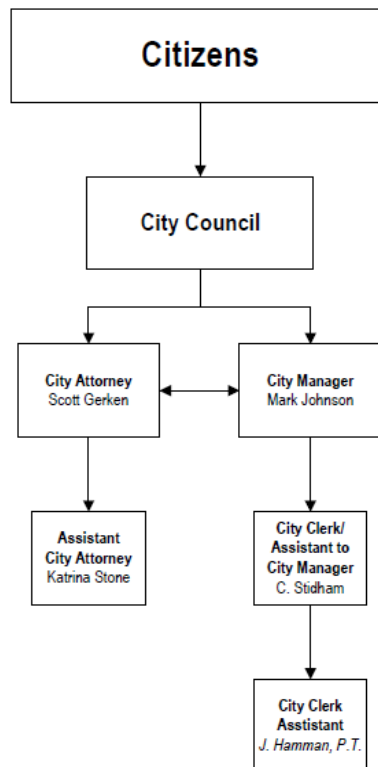 Citizens
City Council
City Attorney
Scott Gerken
City Manager
Mark Johnson
Assistant
City Attorney
Katrina Stone
City Clerk/
Assistant to
City Manager
C. Stidham
City Clerk
Asstistant
J. Hamman, P.T.